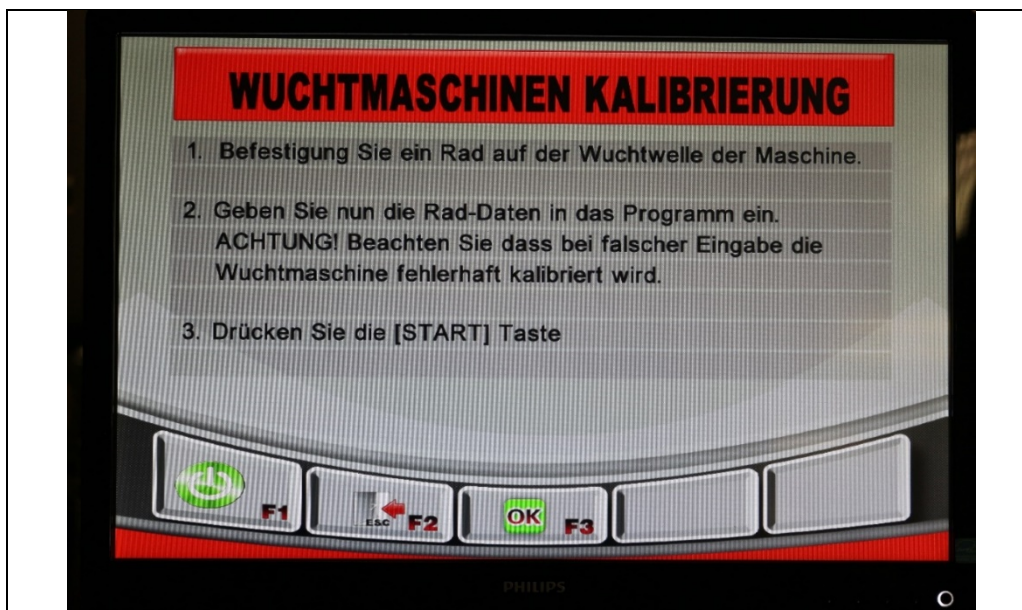 WUCHTMASCHINEN KALIBRIERUNG
1. Befestigung Sie ein Rad auf der Wuchtwelle der Maschine.
2. Geben Sie nun die Rad-Daten in das Programm ein.
ACHTUNG! Beachten Sie dass bei falscher Eingabe die
Wuchtmaschine fehlerhaft kalibriert wird.
3. Drücken Sie die [START] Taste
F1
ESC F2
OK F3
PHILIPS